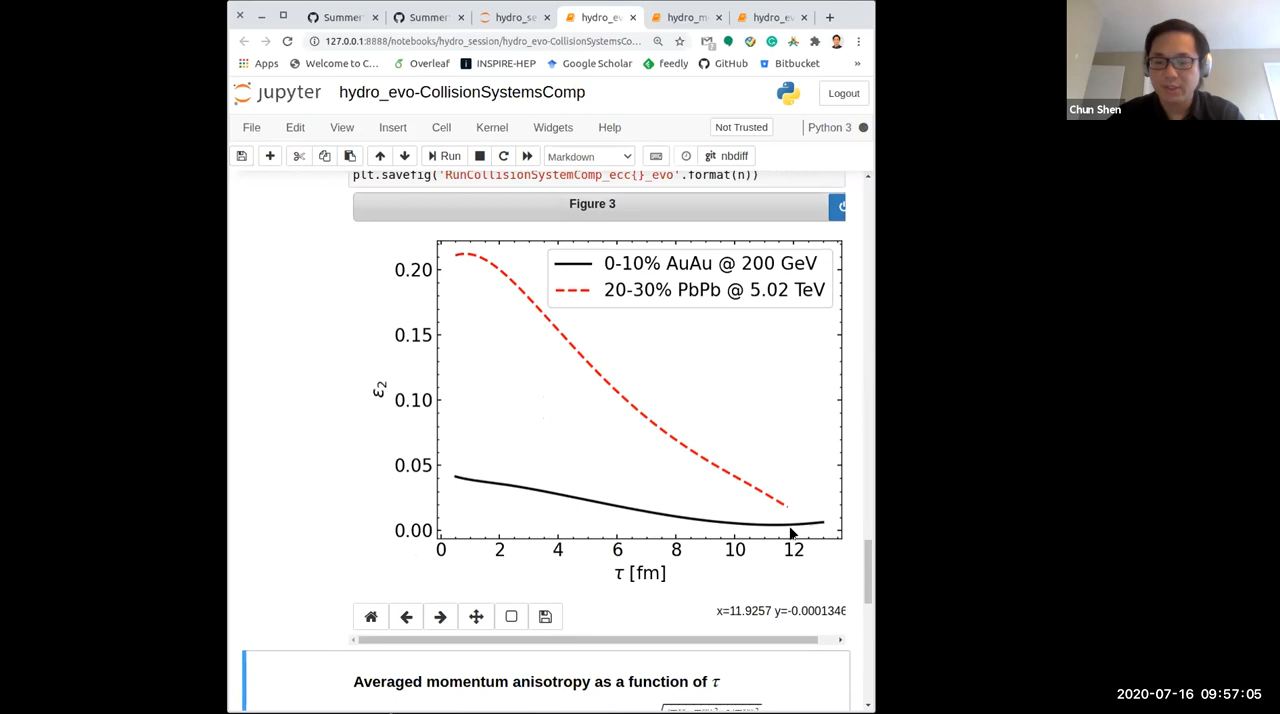 Summer
Summer
hydro_se
hydro_ev
hydro_m
hydro_ev
127.0.0.1:8888/notebooks/hydro_session/hydro_evo-CollisionSystemsCo...
Apps
Welcome to C...
Overleaf
INSPIRE-HEP
Google Scholar
feedly
GitHub
Bitbucket
»
jupyter
hydro_evo-CollisionSystemsComp
Logout
File
Edit
View
Insert
Cell
Kernel
Widgets
Help
Not Trusted
Python 3
Run
Markdown
git nbdiff
plt.savefig('RunCollisionSystemComp_ecc{}_evo'.format(n))
Figure 3
0-10% AuAu @ 200 GeV
20-30% PbPb @ 5.02 TeV
0.20
0.15
0.10
0.05
0.00
ε2
0 2 4 6 8 10 12
τ [fm]
x=11.9257 y=-0.0001346
Averaged momentum anisotropy as a function of τ
Chun Shen
2020-07-16 09:57:05